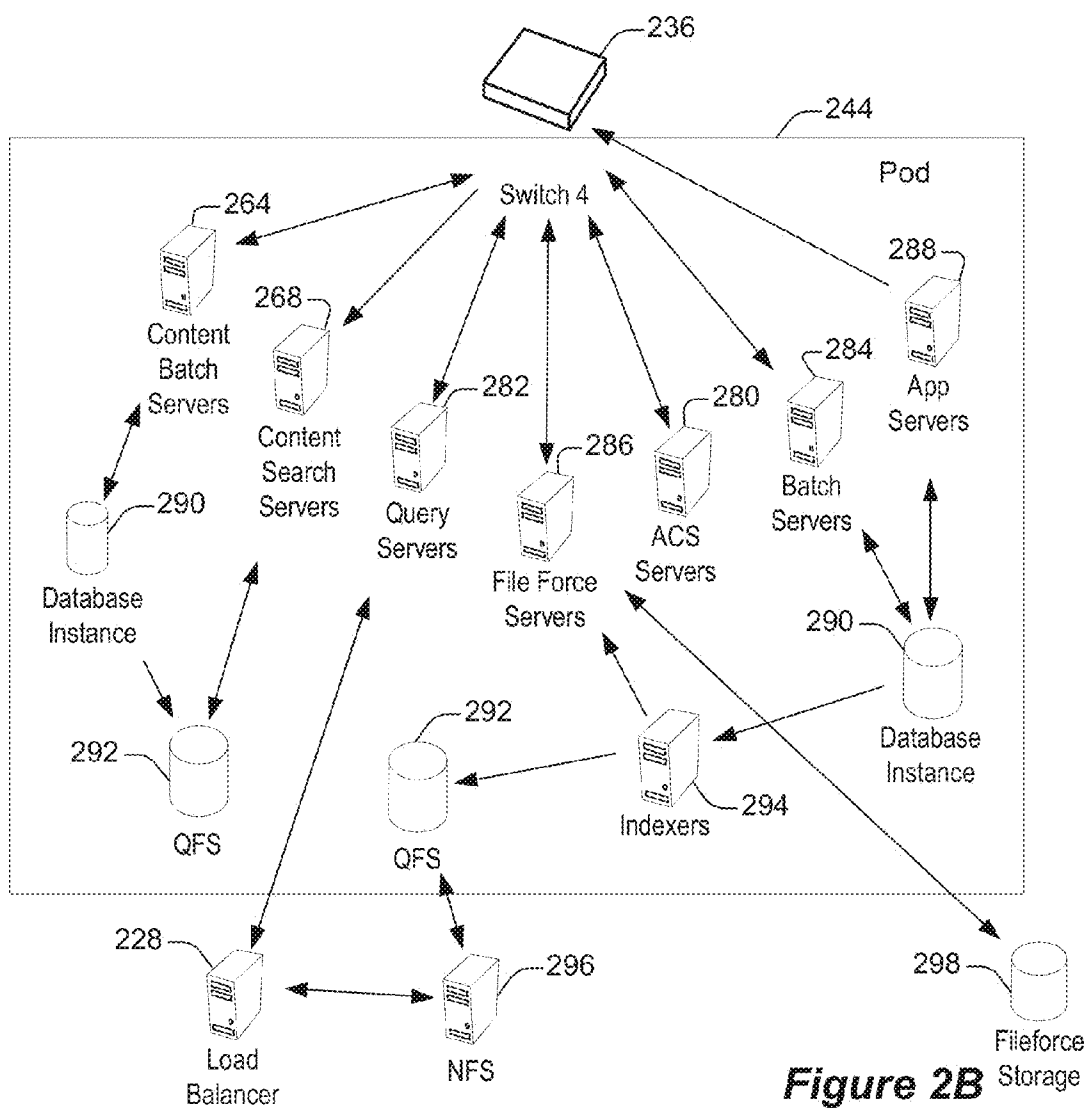 236
244
Pod
Switch 4
264
Content
Batch
Servers
268
Content
Search
Servers
282
Query
Servers
286
File Force
Servers
280
ACS
Servers
284
Batch
Servers
288
App
Servers
290
Database
Instance
290
Database
Instance
292
QFS
292
QFS
294
Indexers
228
Load
Balancer
296
NFS
298
Fileforce
Storage
Figure 2B